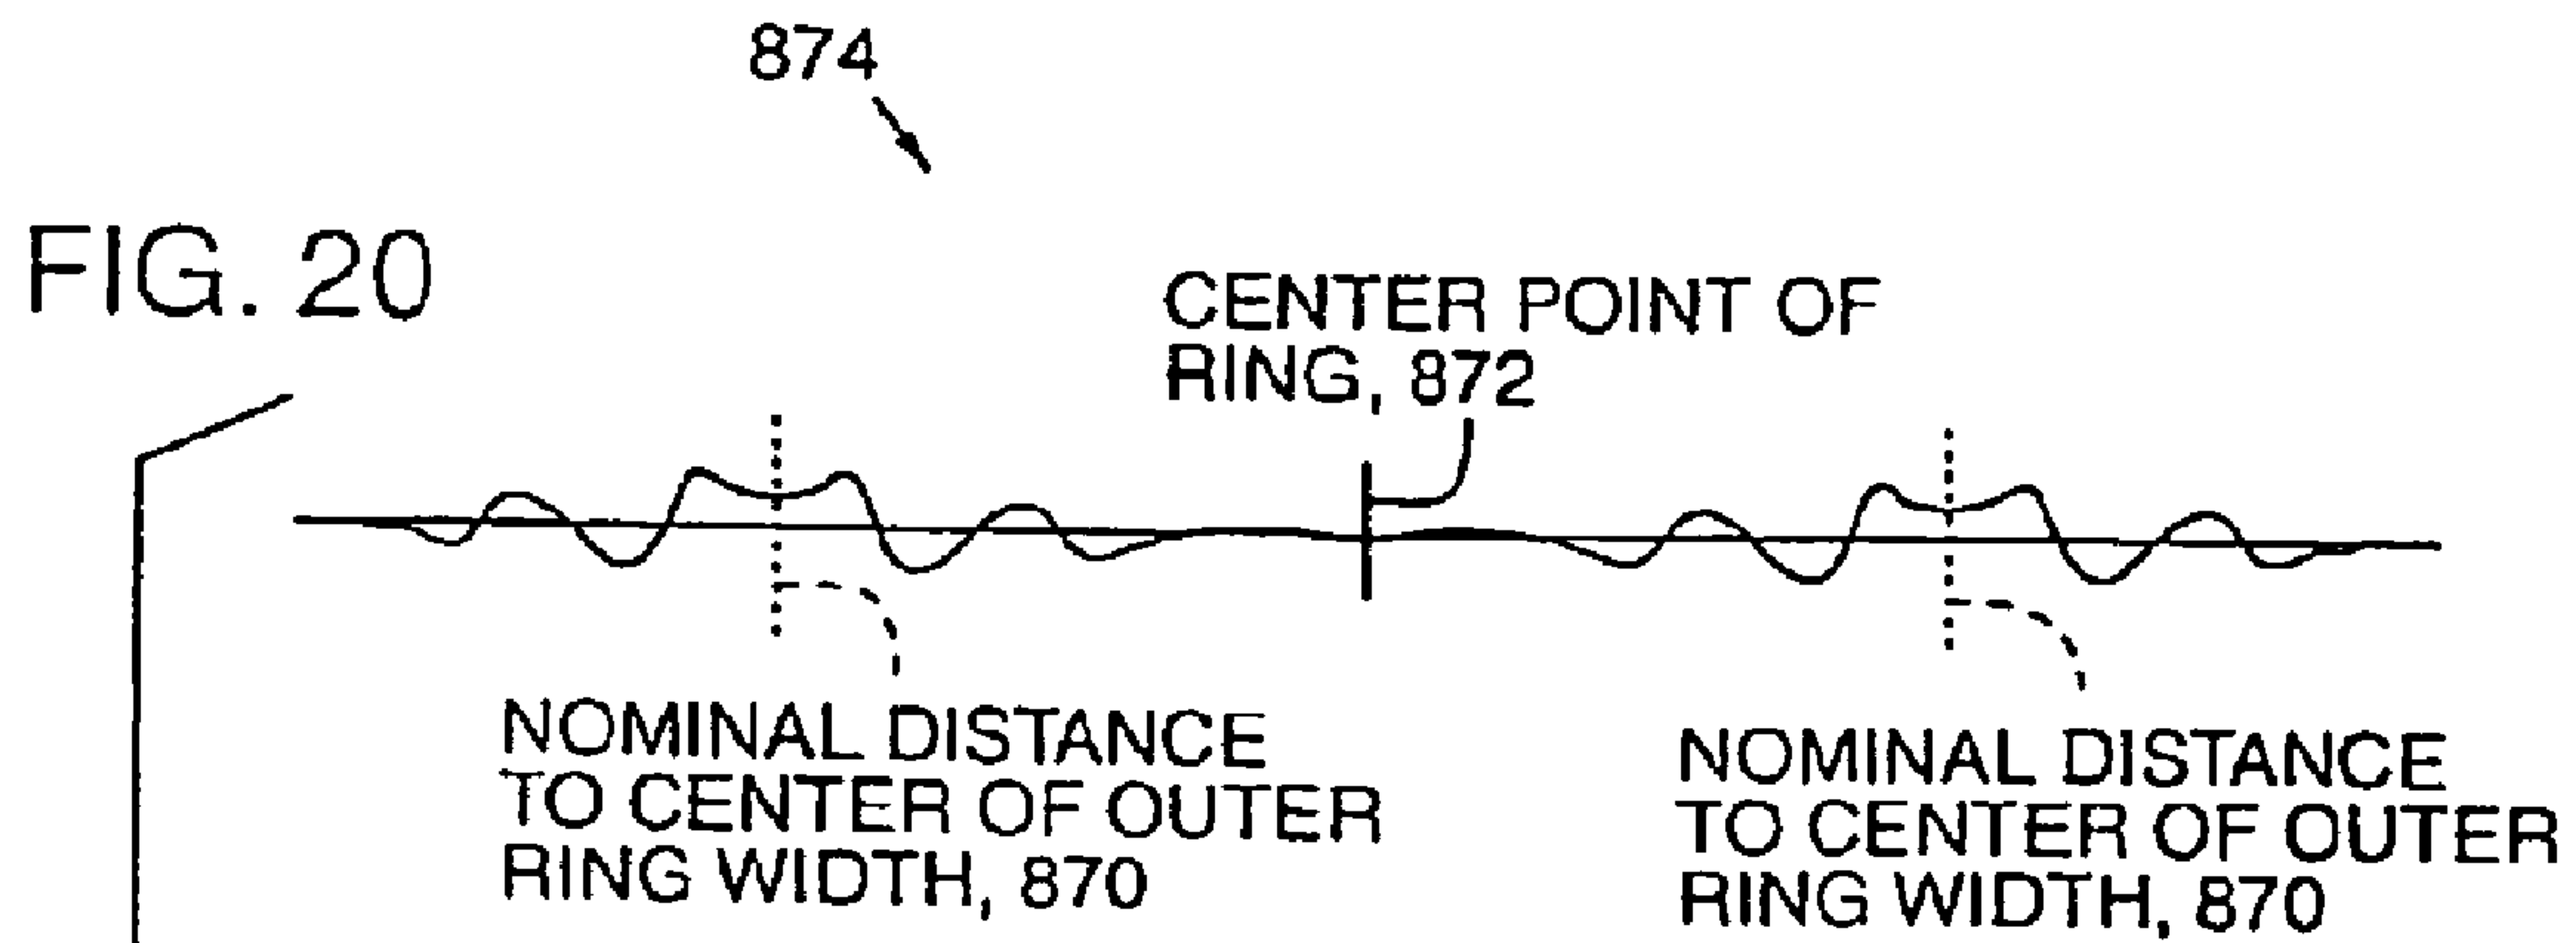 874
FIG. 20
CENTER POINT OF
RING, 872
NOMINAL DISTANCE
TO CENTER OF OUTER
RING WIDTH, 870
NOMINAL DISTANCE
TO CENTER OF OUTER
RING WIDTH, 870